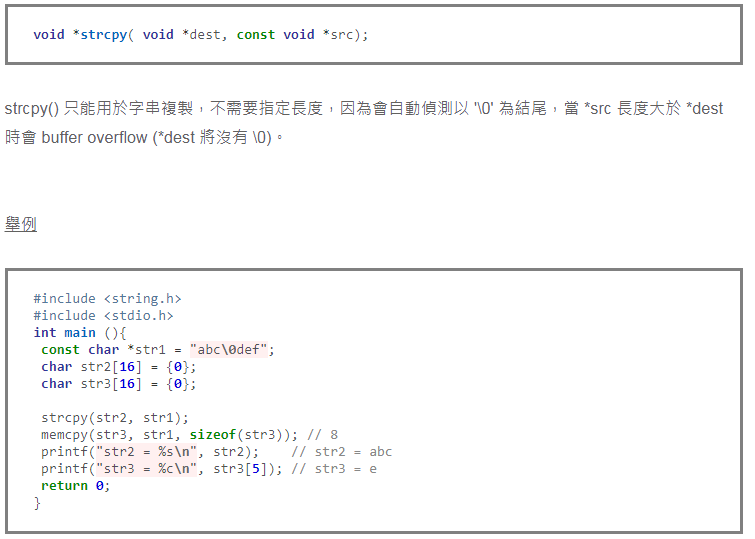 void *strcpy( void *dest, const void *src);
strcpy() 只能用於字串複製，不需要指定長度，因為會自動偵測以 '\0' 為結尾，當 *src 長度大於 *dest
時會 buffer overflow (*dest 將沒有 \0)。
舉例
#include <string.h>
#include <stdio.h>
int main (){
 const char *str1 = "abc\0def";
 char str2[16] = {0};
 char str3[16] = {0};
 strcpy(str2, str1);
 memcpy(str3, str1, sizeof(str3)); // 8
 printf("str2 = %s\n", str2);    // str2 = abc
 printf("str3 = %c\n", str3[5]); // str3 = e
 return 0;
}